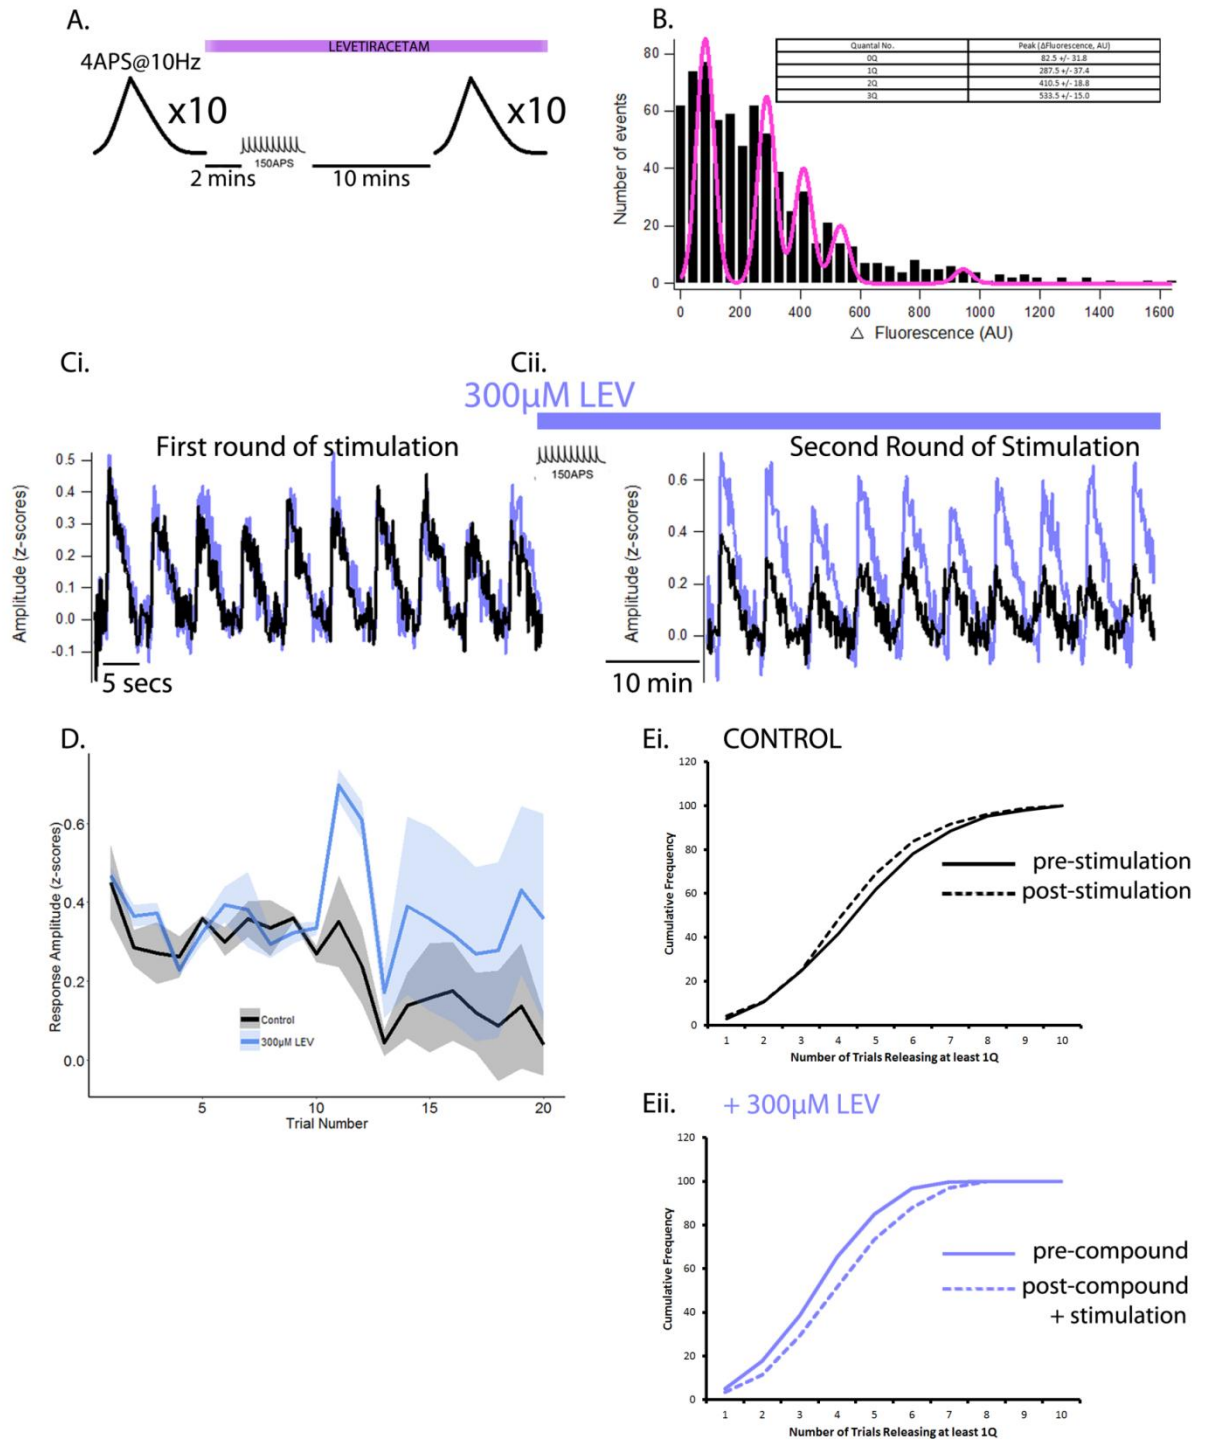 A.
LEVETIRACETAM
4APS@10Hz
x10
x10
150APS
2 mins
10 mins
B.
Quantal No.
Peak (ΔFluorescence, AU)
0Q
82.5 +/- 31.8
1Q
287.5 +/- 37.4
2Q
410.5 +/- 18.8
3Q
533.5 +/- 15.0
Number of events
80
60
40
20
0
0 200 400 600 800 1000 1200 1400 1600
△ Fluorescence (AU)
Ci.
First round of stimulation
Amplitude (z-scores)
0.5
0.4
0.3
0.2
0.1
0.0
-0.1
5 secs
Cii.
300µM LEV
150APS
Second Round of Stimulation
Amplitude (z-scores)
0.6
0.4
0.2
0.0
10 min
D.
Response Amplitude (z-scores)
0.6
0.4
0.2
0.0
Control
300µM LEV
5 10 15 20
Trial Number
Ei. CONTROL
Cumulative Frequency
120
100
80
60
40
20
0
pre-stimulation
post-stimulation
1 2 3 4 5 6 7 8 9 10
Number of Trials Releasing at least 1Q
Eii. + 300µM LEV
Cumulative Frequency
120
100
80
60
40
20
0
pre-compound
post-compound
+ stimulation
1 2 3 4 5 6 7 8 9 10
Number of Trials Releasing at least 1Q